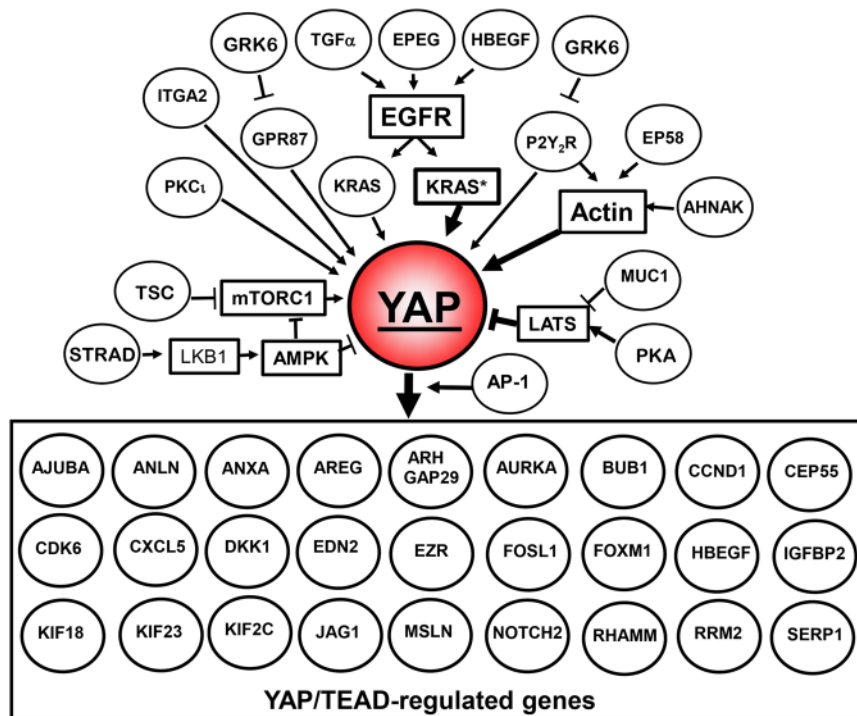 GRK6
TGFα
EPEG
HBEGF
GRK6
ITGA2
EGFR
GPR87
P2Y₂R
EP58
PKCι
KRAS
KRAS*
Actin
AHNAK
TSC
mTORC1
YAP
MUC1
LATS
STRAD
LKB1
AMPK
PKA
AP-1
AJUBA
ANLN
ANXA
AREG
ARH
GAP29
AURKA
BUB1
CCND1
CEP55
CDK6
CXCL5
DKK1
EDN2
EZR
FOSL1
FOXM1
HBEGF
IGFBP2
KIF18
KIF23
KIF2C
JAG1
MSLN
NOTCH2
RHAMM
RRM2
SERP1
YAP/TEAD-regulated genes